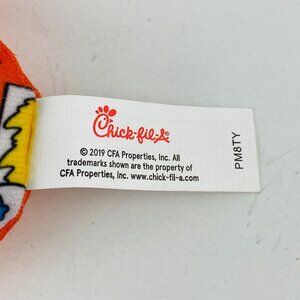 Chick-fil-A®
© 2019 CFA Properties, Inc. All
trademarks shown are the property of
CFA Properties, Inc. www.chick-fil-a.com
PM8TY